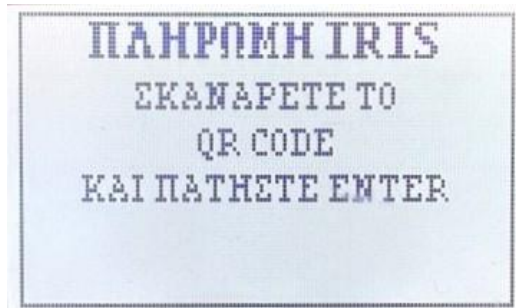 ΠΛΗΡΩΜΗ IRIS
ΣΚΑΝΑΡΕΤΕ ΤΟ
QR CODE
ΚΑΙ ΠΑΤΗΣΤΕ ENTER